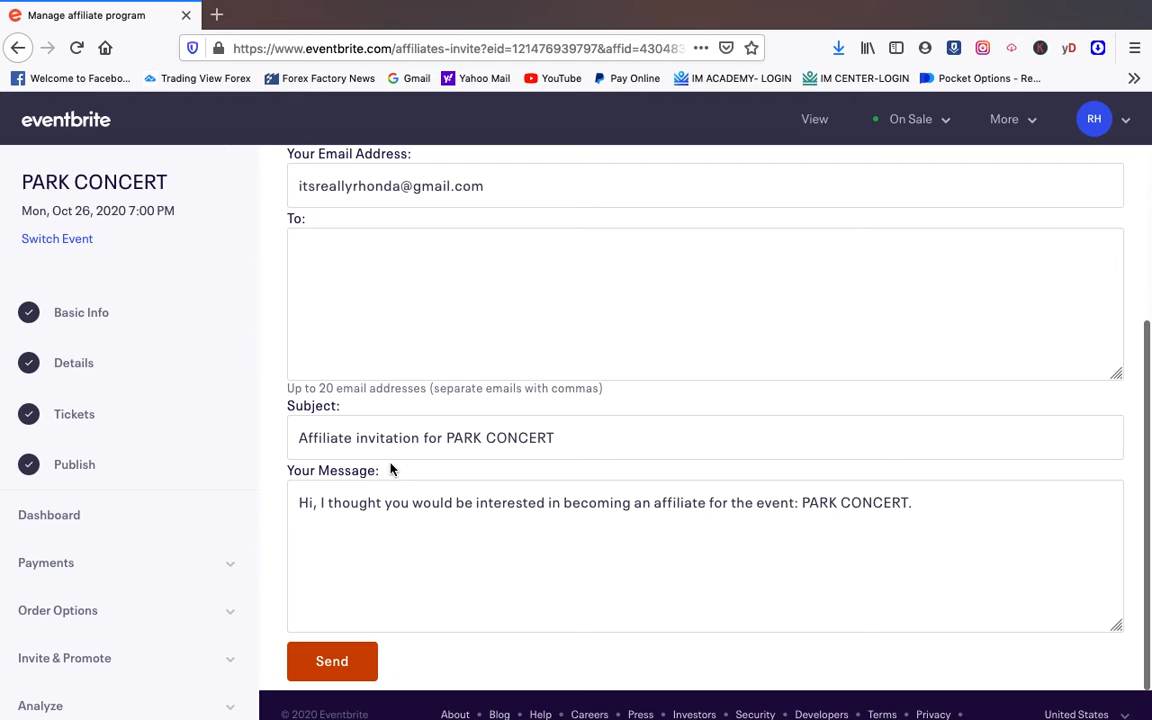 Manage affiliate program
https://www.eventbrite.com/affiliates-invite?eid=121476939797&affid=430483
Welcome to Facebo...
Trading View Forex
Forex Factory News
Gmail
Yahoo Mail
YouTube
Pay Online
IM ACADEMY- LOGIN
IM CENTER-LOGIN
Pocket Options - Re...
eventbrite
View
On Sale
More
RH
PARK CONCERT
Mon, Oct 26, 2020 7:00 PM
Switch Event
Basic Info
Details
Tickets
Publish
Dashboard
Payments
Order Options
Invite & Promote
Analyze
Your Email Address:
itsreallyrhonda@gmail.com
To:
Up to 20 email addresses (separate emails with commas)
Subject:
Affiliate invitation for PARK CONCERT
Your Message:
Hi, I thought you would be interested in becoming an affiliate for the event: PARK CONCERT.
Send
© 2020 Eventbrite
About
Blog
Help
Careers
Press
Investors
Security
Developers
Terms
Privacy
United States